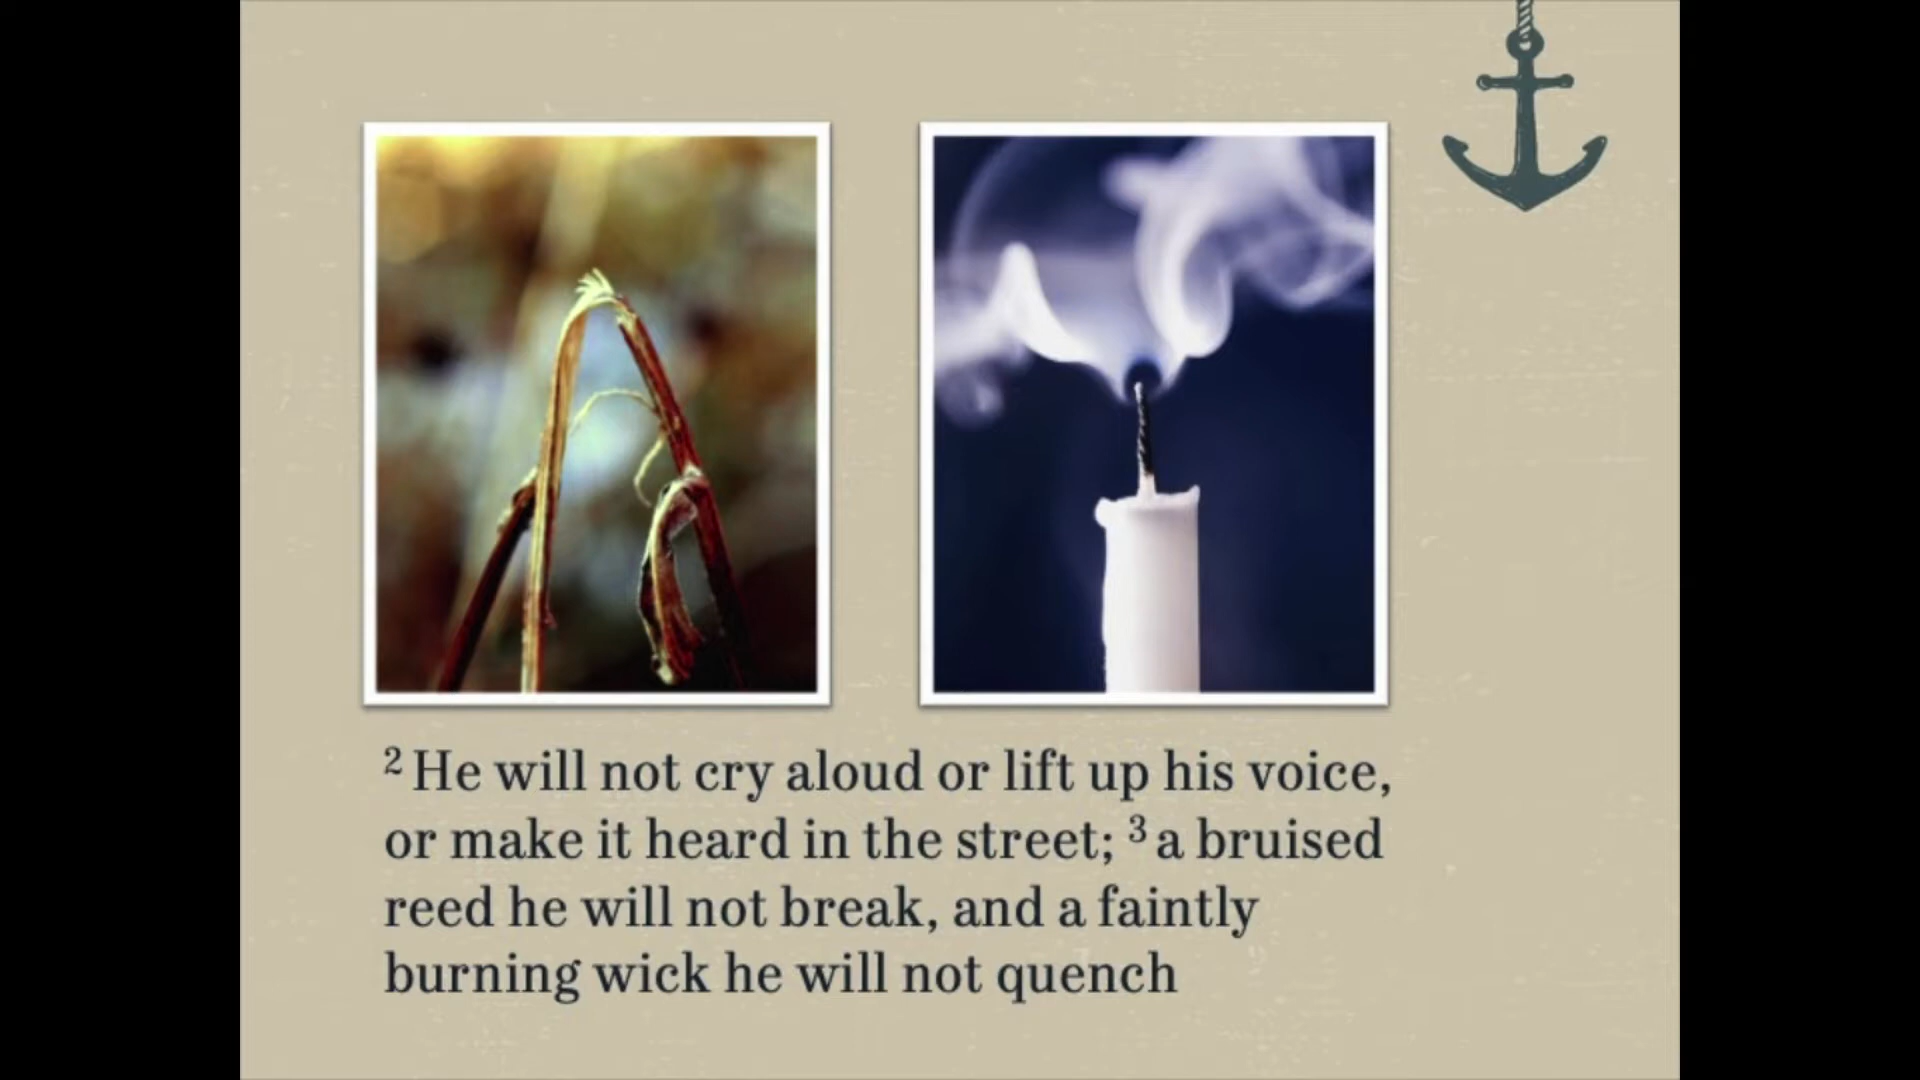 2 He will not cry aloud or lift up his voice,
or make it heard in the street; 3 a bruised
reed he will not break, and a faintly
burning wick he will not quench